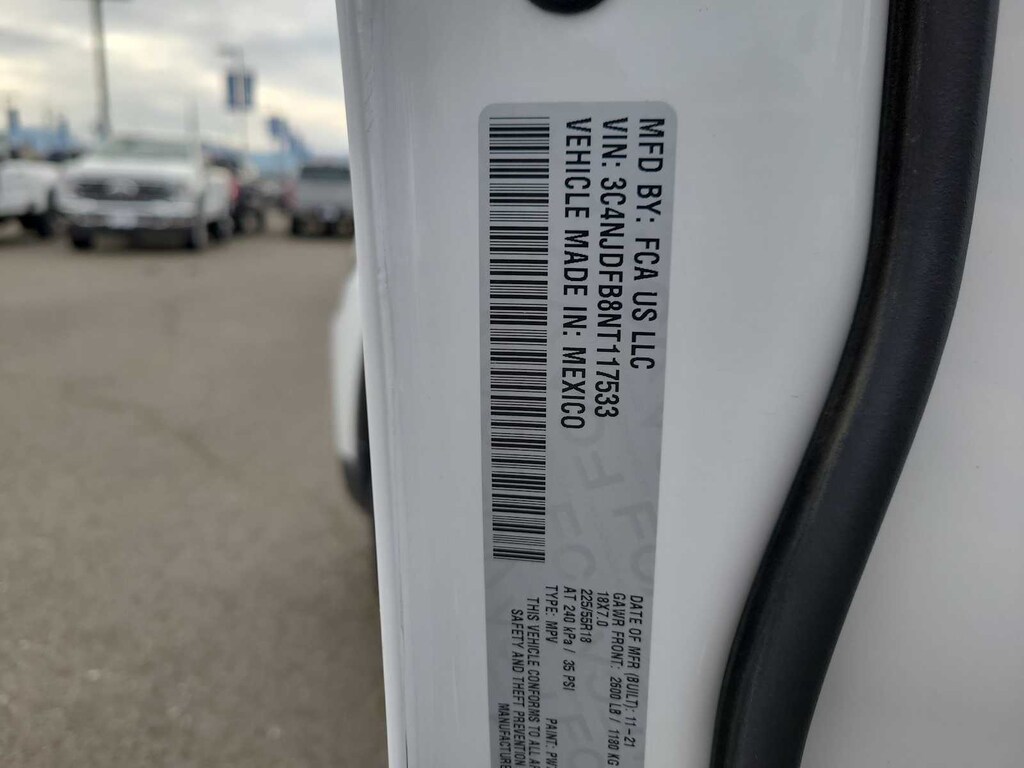 MFD BY: FCA US LLC
VIN: 3C4NJDFB8NT117533
VEHICLE MADE IN: MEXICO
DATE OF MFR (BUILT): 11-21
GAWR FRONT: 2600 LB / 1180 KG
18X7.0
225/55R18
AT 240 kPa / 35 PSI
TYPE: MPV PAINT:
THIS VEHICLE CONFORMS TO ALL
SAFETY AND THEFT PREVENTION